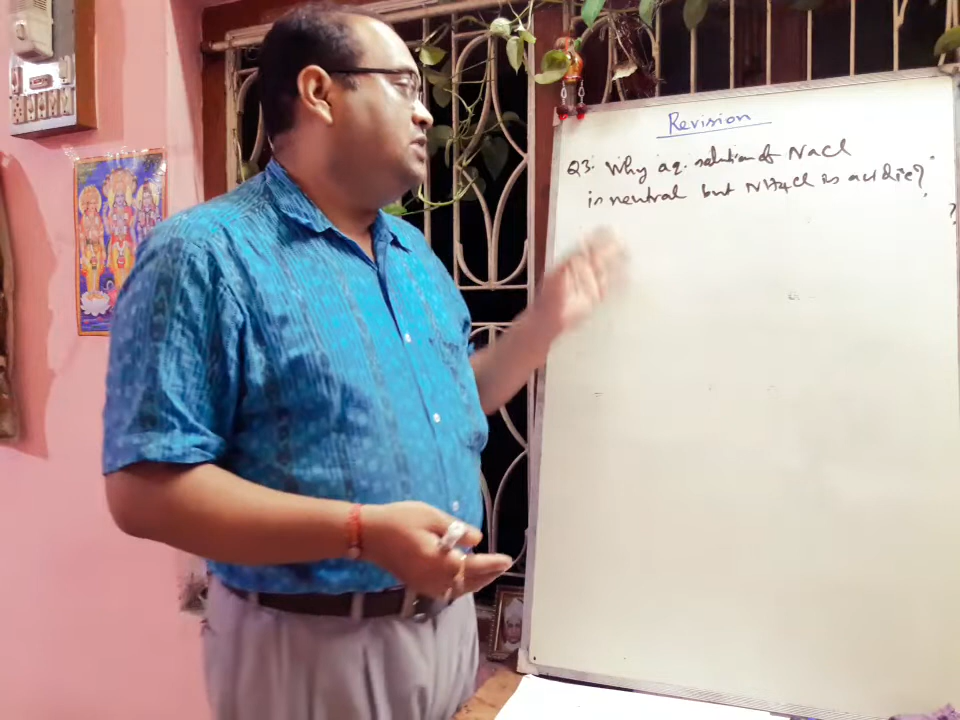 Revision
Q3. Why aq. solution of NaCl
is neutral but NH4Cl is acidic?
?